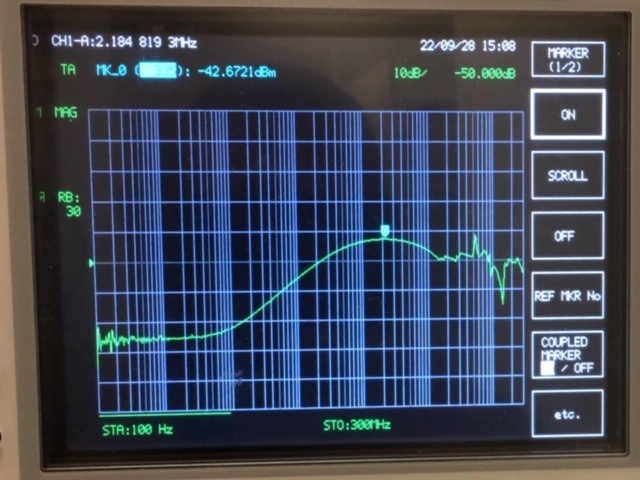 CH1-A:2.184 819 3MHz
22/09/28 15:08
TA MK_0 ( ): -42.6721dBm
10dB/ -50.000dB
MAG
RB:
30
STA:100 Hz
STO:300MHz
MARKER
(1/2)
ON
SCROLL
OFF
REF MKR No
COUPLED
MARKER
/ OFF
etc.